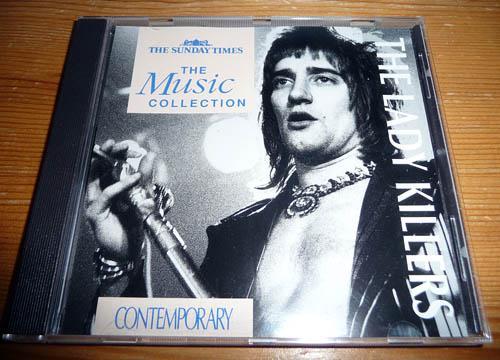 THE SUNDAY TIMES
THE
Music
COLLECTION
THE LADY KILLERS
CONTEMPORARY